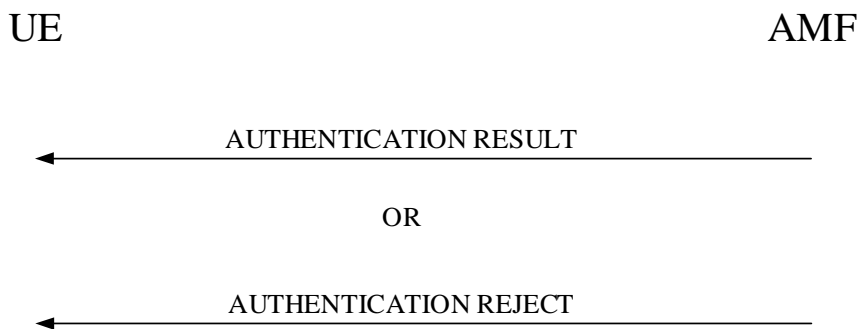 UE AMF
AUTHENTICATION RESULT
OR
AUTHENTICATION REJECT